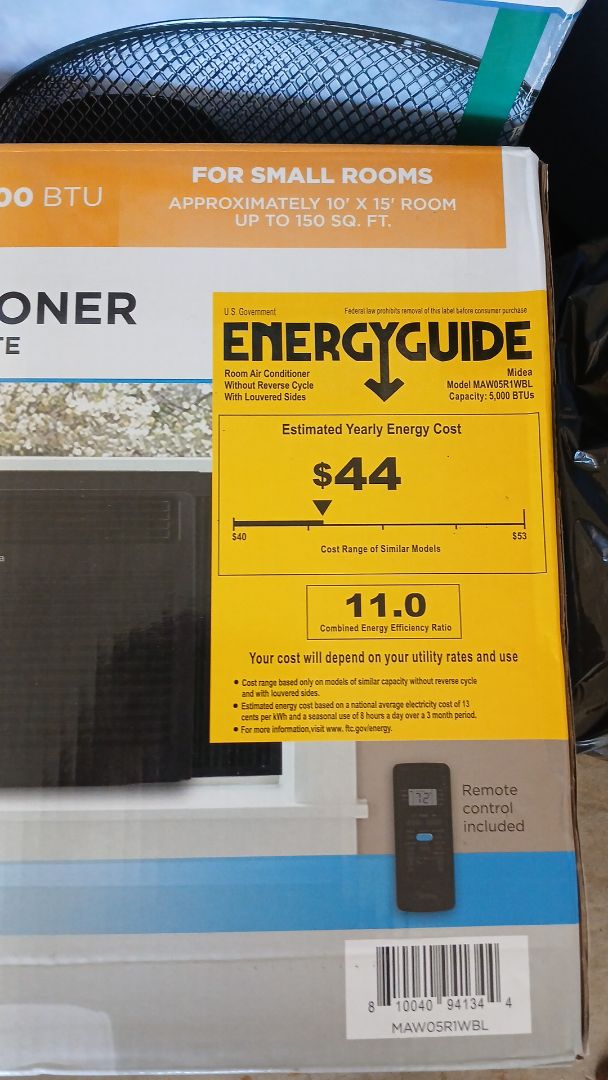 00 BTU
FOR SMALL ROOMS
APPROXIMATELY 10' X 15' ROOM
UP TO 150 SQ. FT.
ONER
TE
U.S. Government
Federal law prohibits removal of this label before consumer purchase
ENERGYGUIDE
Room Air Conditioner
Without Reverse Cycle
With Louvered Sides
Midea
Model MAW05R1WBL
Capacity: 5,000 BTUs
Estimated Yearly Energy Cost
$44
$40
$53
Cost Range of Similar Models
11.0
Combined Energy Efficiency Ratio
Your cost will depend on your utility rates and use
• Cost range based only on models of similar capacity without reverse cycle
and with louvered sides.
• Estimated energy cost based on a national average electricity cost of 13
cents per kWh and a seasonal use of 8 hours a day over a 3 month period.
• For more information,visit www. ftc.gov/energy.
72
Remote
control
included
8 10040 94134 4
MAW05R1WBL